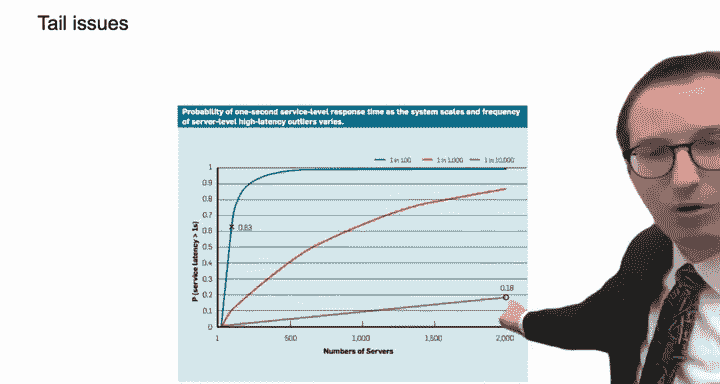 Tail issues
Probability of one-second service-level response time as the system scales and frequency
of server-level high-latency outliers varies.
1 in 100 1 in 1,000 1 in 10,000
1
0.9
0.8
0.7
0.6
0.5
0.4
0.3
0.2
0.1
0
P (service latency > 1s)
0.63
0.18
1 500 1,000 1,500 2,000
Numbers of Servers